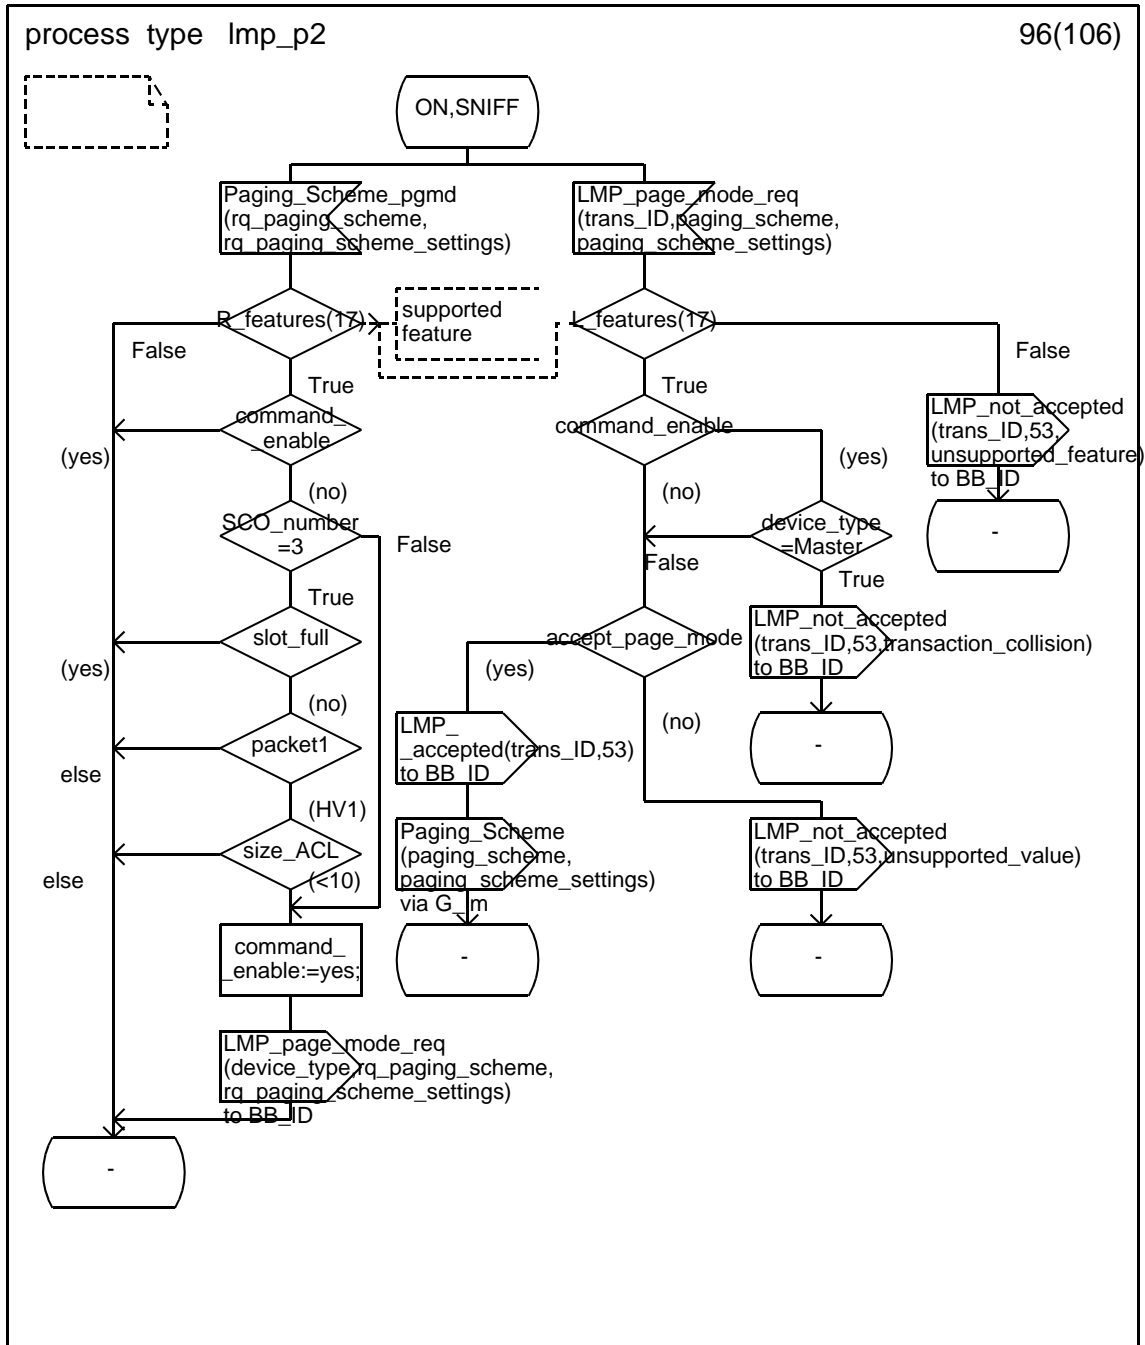 process type lmp_p2
96(106)
ON,SNIFF
Paging_Scheme_pgmd
(rq_paging_scheme,
rq_paging_scheme_settings)
LMP_page_mode_req
(trans_ID,paging_scheme,
paging_scheme_settings)
R_features(17)
supported
feature
L_features(17)
False
True
True
False
command_
_enable
(yes)
(no)
command_enable
(yes)
(no)
LMP_not_accepted
(trans_ID,53,
unsupported_feature)
to BB_ID
-
SCO_number
=3
False
True
device_type
=Master
False
True
slot_full
(yes)
(no)
accept_page_mode
(yes)
(no)
LMP_not_accepted
(trans_ID,53,transaction_collision)
to BB_ID
-
packet1
else
(HV1)
LMP_
_accepted(trans_ID,53)
to BB_ID
size_ACL
else
(<10)
Paging_Scheme
(paging_scheme,
paging_scheme_settings)
via G_lm
-
LMP_not_accepted
(trans_ID,53,unsupported_value)
to BB_ID
-
command_
_enable:=yes;
LMP_page_mode_req
(device_type,rq_paging_scheme,
rq_paging_scheme_settings)
to BB_ID
-